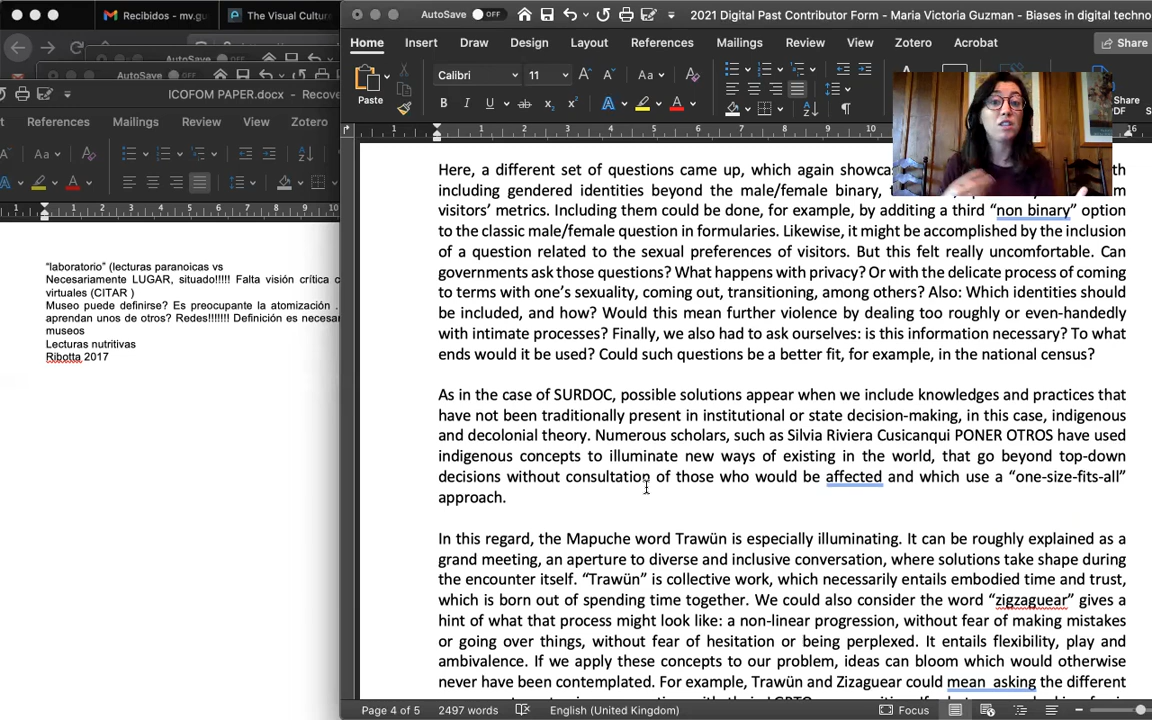 Recibidos - mv.gu
The Visual Cultur
AutoSave OFF
2021 Digital Past Contributor Form - Maria Victoria Guzman - Biases in digital techno
Home Insert Draw Design Layout References Mailings Review View Zotero Acrobat Share
AutoSave
ICOFOM PAPER.docx - Recove
References Mailings Review View Zotero
Paste
Calibri 11
Share
PDF
“laboratorio” (lecturas paranoicas vs
Necesariamente LUGAR, situado!!!!! Falta visión crítica c
virtuales (CITAR )
Museo puede definirse? Es preocupante la atomización .
aprendan unos de otros? Redes!!!!!!! Definición es necesar
museos
Lecturas nutritivas
Ribotta 2017
Here, a different set of questions came up, which again showcas
including gendered identities beyond the male/female binary,
visitors’ metrics. Including them could be done, for example, by additing a third “non binary” option
to the classic male/female question in formularies. Likewise, it might be accomplished by the inclusion
of a question related to the sexual preferences of visitors. But this felt really uncomfortable. Can
governments ask those questions? What happens with privacy? Or with the delicate process of coming
to terms with one’s sexuality, coming out, transitioning, among others? Also: Which identities should
be included, and how? Would this mean further violence by dealing too roughly or even-handedly
with intimate processes? Finally, we also had to ask ourselves: is this information necessary? To what
ends would it be used? Could such questions be a better fit, for example, in the national census?
As in the case of SURDOC, possible solutions appear when we include knowledges and practices that
have not been traditionally present in institutional or state decision-making, in this case, indigenous
and decolonial theory. Numerous scholars, such as Silvia Riviera Cusicanqui PONER OTROS have used
indigenous concepts to illuminate new ways of existing in the world, that go beyond top-down
decisions without consultation of those who would be affected and which use a “one-size-fits-all”
approach.
In this regard, the Mapuche word Trawün is especially illuminating. It can be roughly explained as a
grand meeting, an aperture to diverse and inclusive conversation, where solutions take shape during
the encounter itself. “Trawün” is collective work, which necessarily entails embodied time and trust,
which is born out of spending time together. We could also consider the word “zigzaguear” gives a
hint of what that process might look like: a non-linear progression, without fear of making mistakes
or going over things, without fear of hesitation or being perplexed. It entails flexibility, play and
ambivalence. If we apply these concepts to our problem, ideas can bloom which would otherwise
never have been contemplated. For example, Trawün and Zizaguear could mean asking the different
Page 4 of 5 2497 words English (United Kingdom) Focus